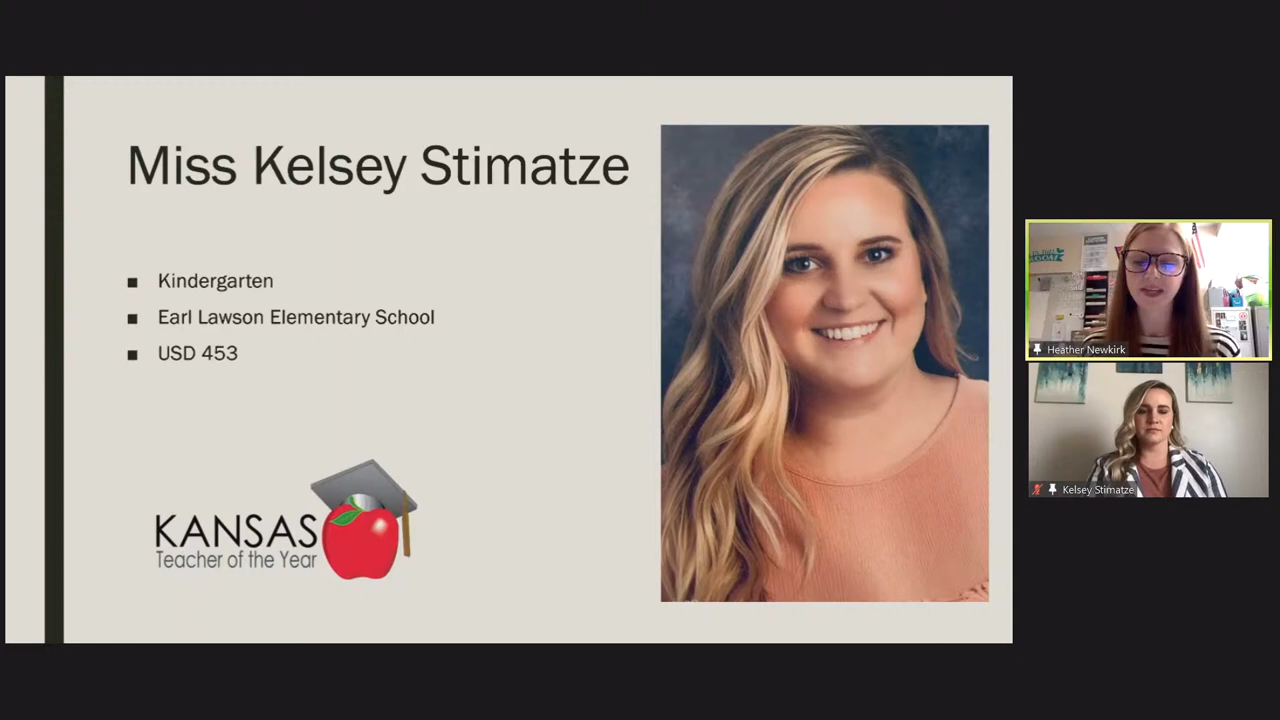 Miss Kelsey Stimatze
Kindergarten
Earl Lawson Elementary School
USD 453
KANSAS
Teacher of the Year
Heather Newkirk
Kelsey Stimatze